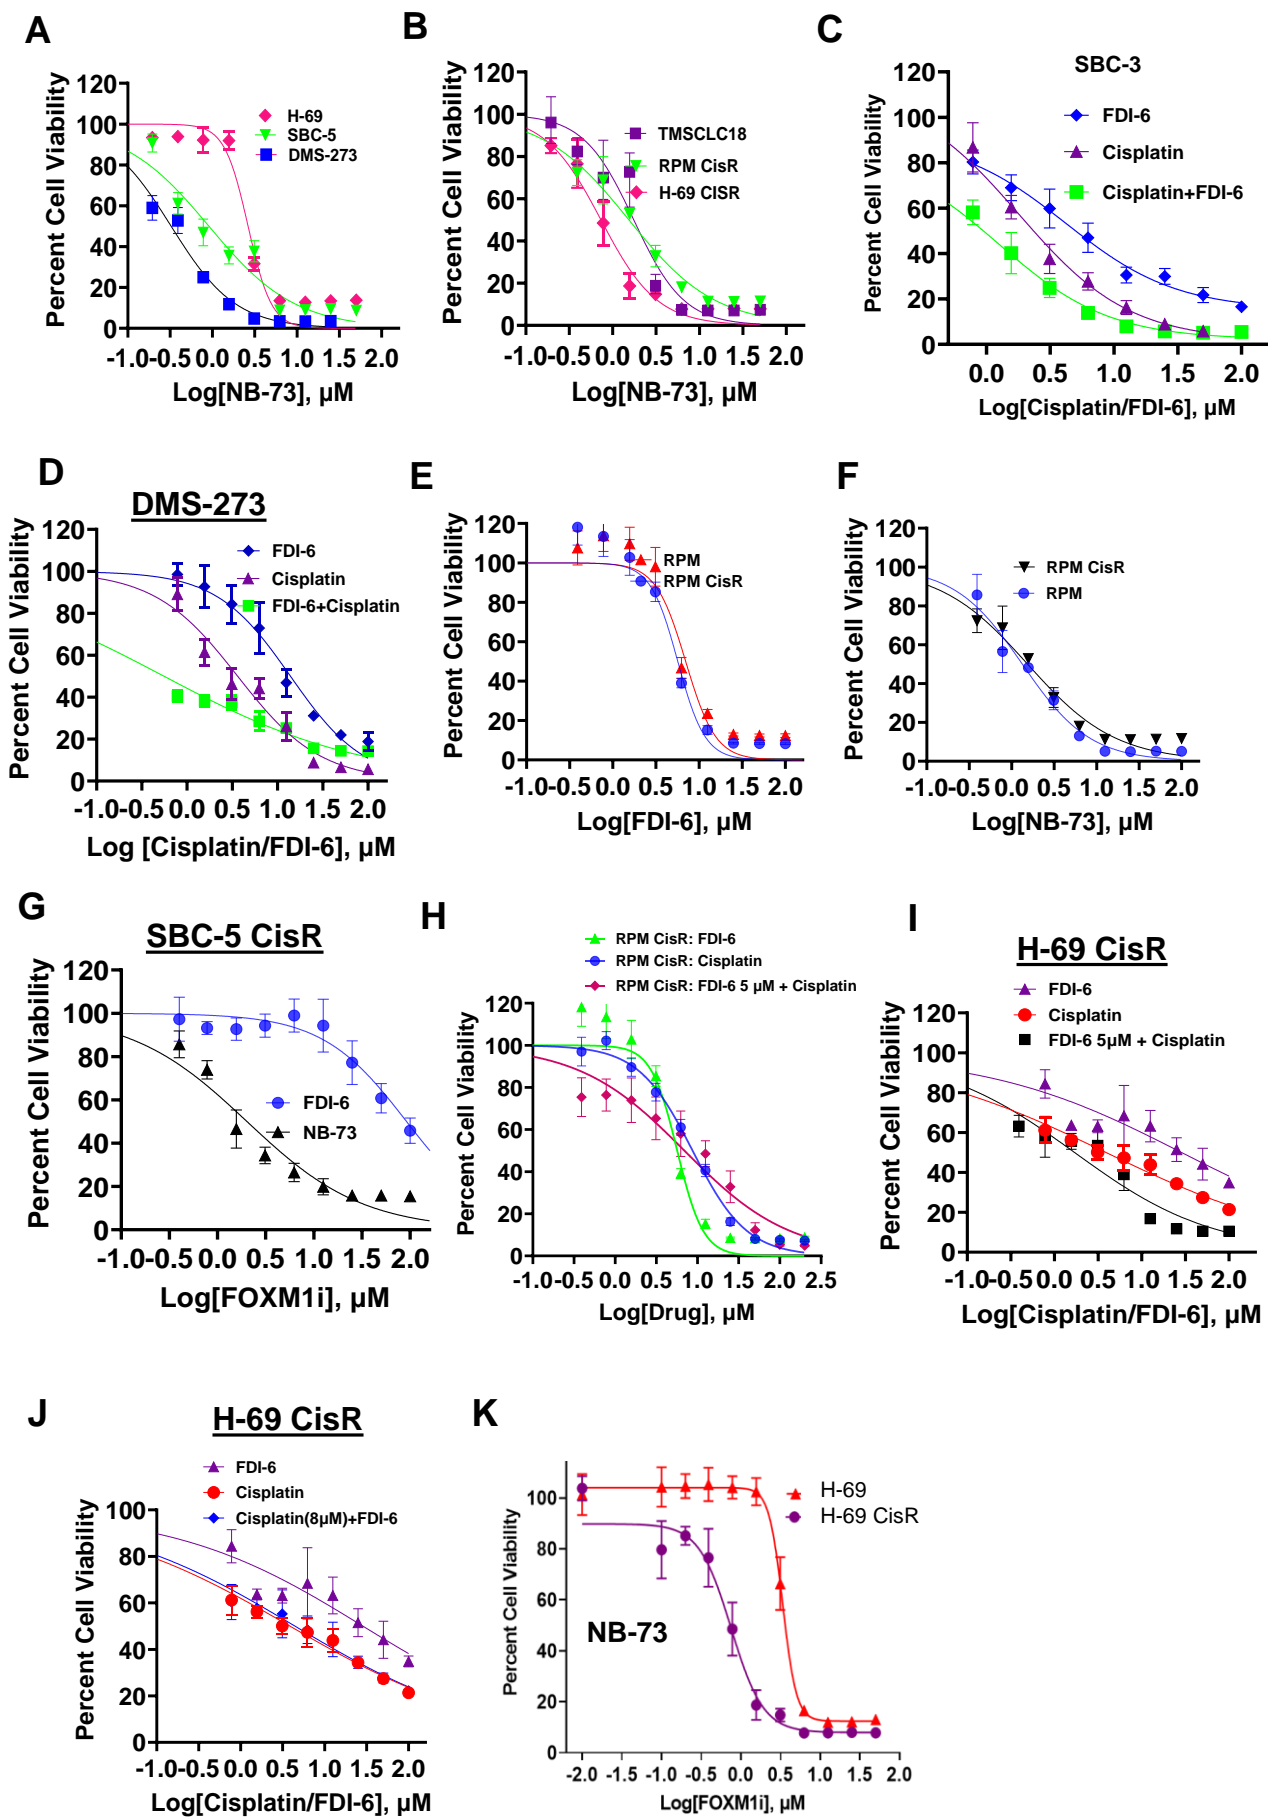 A
Percent Cell Viability
120
100
80
60
40
20
0
H-69
SBC-5
DMS-273
-1.0 -0.5 0.0 0.5 1.0 1.5 2.0
Log[NB-73], µM
B
Percent Cell Viability
120
100
80
60
40
20
0
TMSCLC18
RPM CisR
H-69 CISR
-1.0 -0.5 0.0 0.5 1.0 1.5 2.0
Log[NB-73], µM
C
SBC-3
Percent Cell Viability
120
100
80
60
40
20
0
FDI-6
Cisplatin
Cisplatin+FDI-6
0.0 0.5 1.0 1.5 2.0
Log[Cisplatin/FDI-6], µM
D
DMS-273
Percent Cell Viability
120
100
80
60
40
20
0
FDI-6
Cisplatin
FDI-6+Cisplatin
-1.0 -0.5 0.0 0.5 1.0 1.5 2.0
Log [Cisplatin/FDI-6], µM
E
Percent Cell Viability
120
100
80
60
40
20
0
RPM
RPM CisR
-1.0 -0.5 0.0 0.5 1.0 1.5 2.0
Log[FDI-6], µM
F
Percent Cell Viability
120
100
80
60
40
20
0
RPM CisR
RPM
-1.0 -0.5 0.0 0.5 1.0 1.5 2.0
Log[NB-73], µM
G
SBC-5 CisR
Percent Cell Viability
120
100
80
60
40
20
0
FDI-6
NB-73
-1.0 -0.5 0.0 0.5 1.0 1.5 2.0
Log[FOXM1i], µM
H
RPM CisR: FDI-6
RPM CisR: Cisplatin
RPM CisR: FDI-6 5 µM + Cisplatin
Percent Cell Viability
120
100
80
60
40
20
0
-1.0 -0.5 0.0 0.5 1.0 1.5 2.0 2.5
Log[Drug], µM
I
H-69 CisR
FDI-6
Cisplatin
FDI-6 5µM + Cisplatin
Percent Cell Viability
120
100
80
60
40
20
0
-1.0 -0.5 0.0 0.5 1.0 1.5 2.0
Log[Cisplatin/FDI-6], µM
J
H-69 CisR
FDI-6
Cisplatin
Cisplatin(8µM)+FDI-6
Percent Cell Viability
100
80
60
40
20
0
-1.0 -0.5 0.0 0.5 1.0 1.5 2.0
Log[Cisplatin/FDI-6], µM
K
Percent Cell Viability
100
80
60
40
20
0
H-69
H-69 CisR
NB-73
-2.0 -1.5 -1.0 -0.5 0.0 0.5 1.0 1.5 2.0
Log[FOXM1i], µM